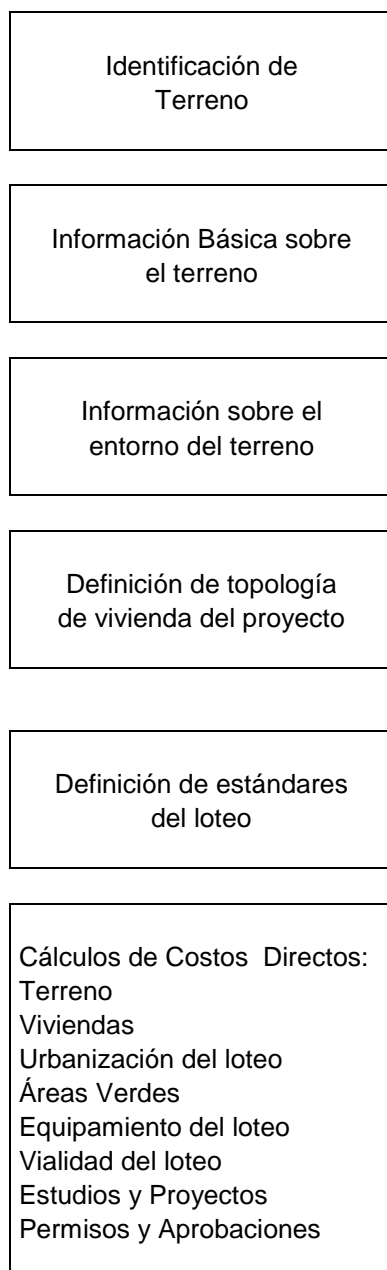 Identificación de
Terreno
Información Básica sobre
el terreno
Información sobre el
entorno del terreno
Definición de topología
de vivienda del proyecto
Definición de estándares
del loteo
Cálculos de Costos  Directos:
Terreno
Viviendas
Urbanización del loteo
Áreas Verdes
Equipamiento del loteo
Vialidad del loteo
Estudios y Proyectos
Permisos y Aprobaciones